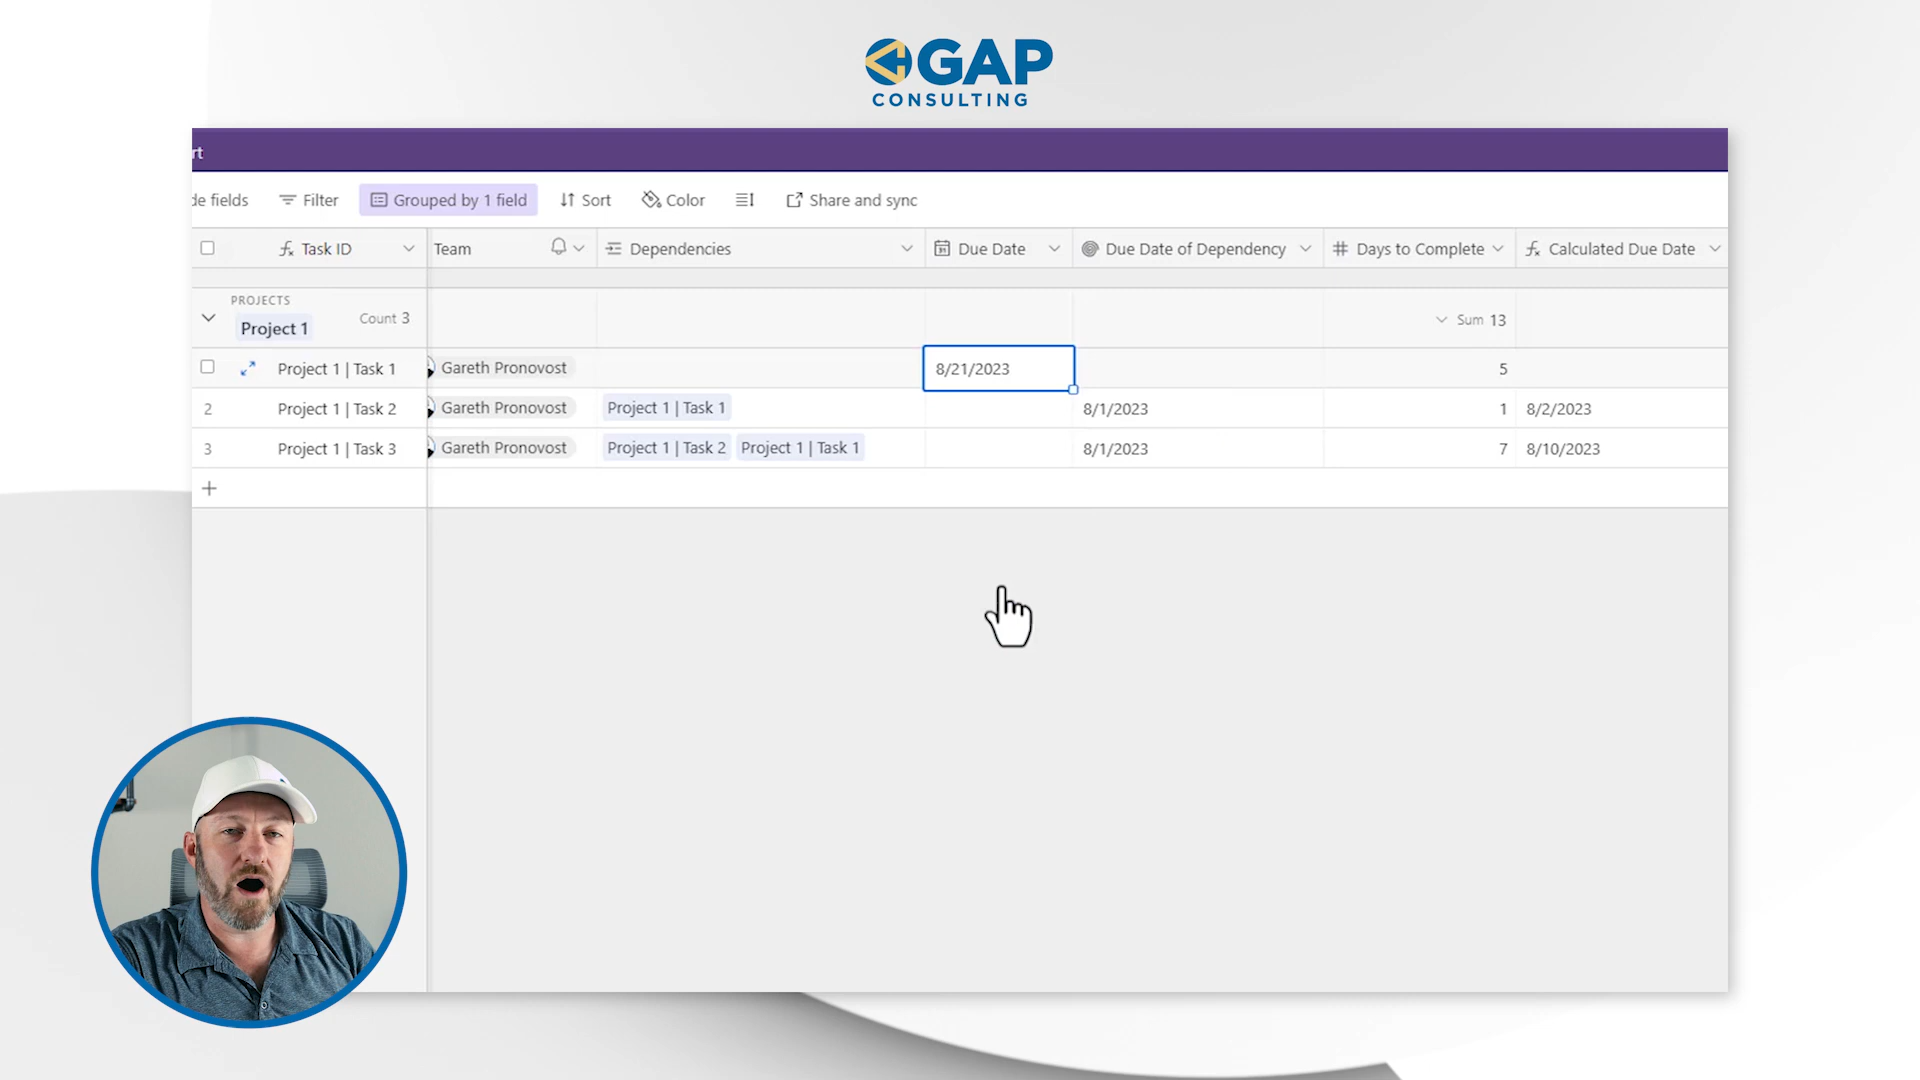 GAP
CONSULTING
rt
de fields Filter Grouped by 1 field Sort Color Share and sync
Task ID Team Dependencies Due Date Due Date of Dependency Days to Complete Calculated Due Date
PROJECTS
Project 1 Count 3 Sum 13
Project 1 | Task 1 Gareth Pronovost 8/21/2023 5
2 Project 1 | Task 2 Gareth Pronovost Project 1 | Task 1 8/1/2023 1 8/2/2023
3 Project 1 | Task 3 Gareth Pronovost Project 1 | Task 2 Project 1 | Task 1 8/1/2023 7 8/10/2023